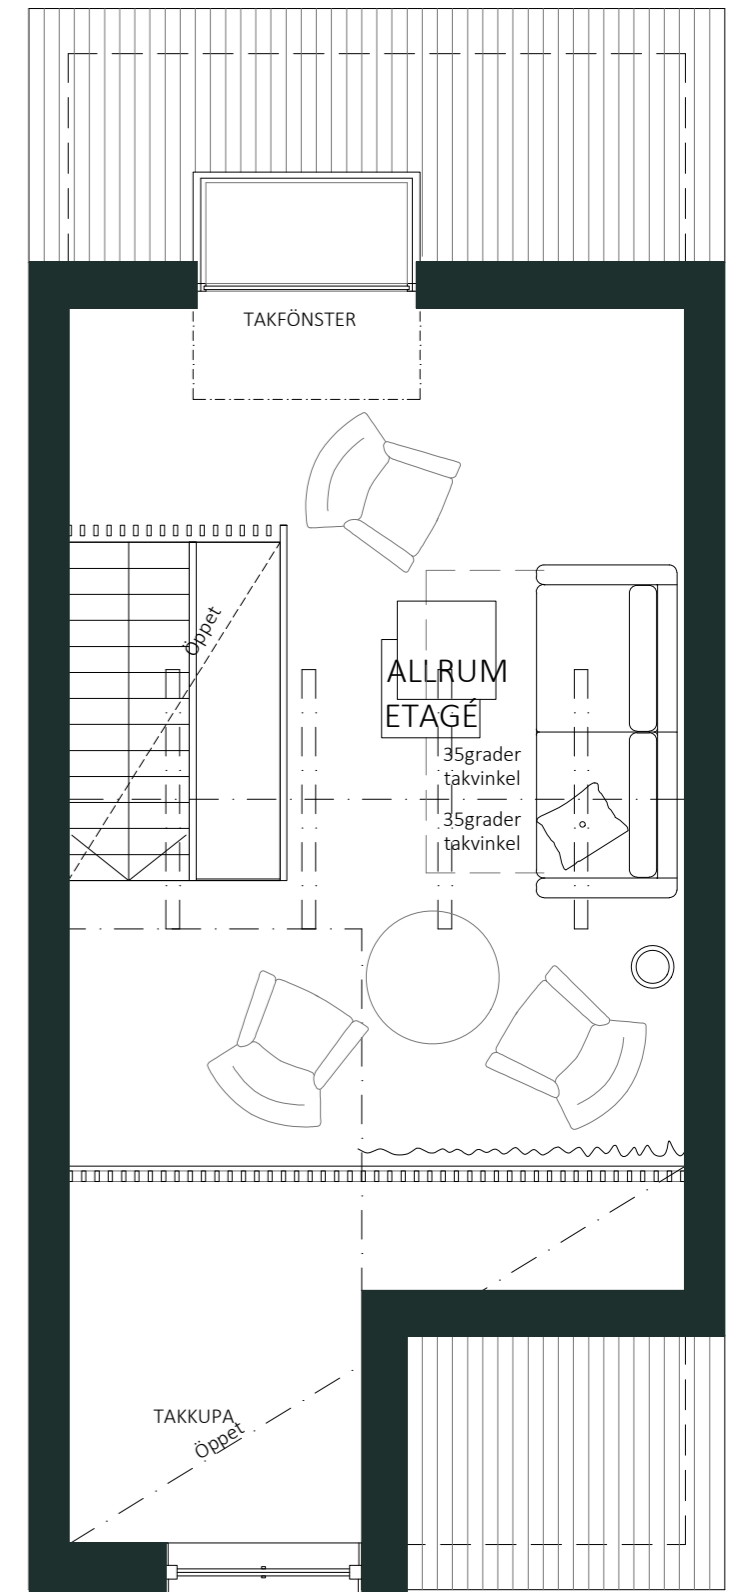 TAKFÖNSTER
Öppet
ALLRUM
ETAGÉ
35grader
takvinkel
35grader
takvinkel
TAKKUPA
Öppet